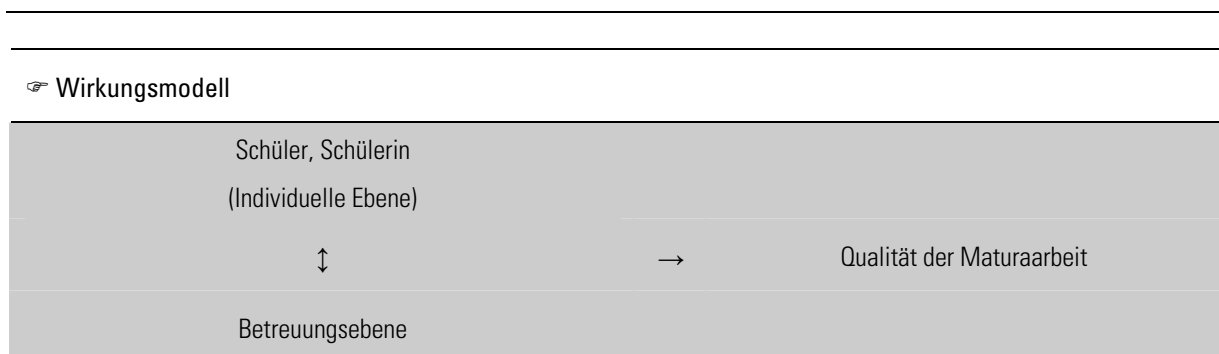 ☞ Wirkungsmodell
Schüler, Schülerin
(Individuelle Ebene)
↕ → Qualität der Maturaarbeit
Betreuungsebene